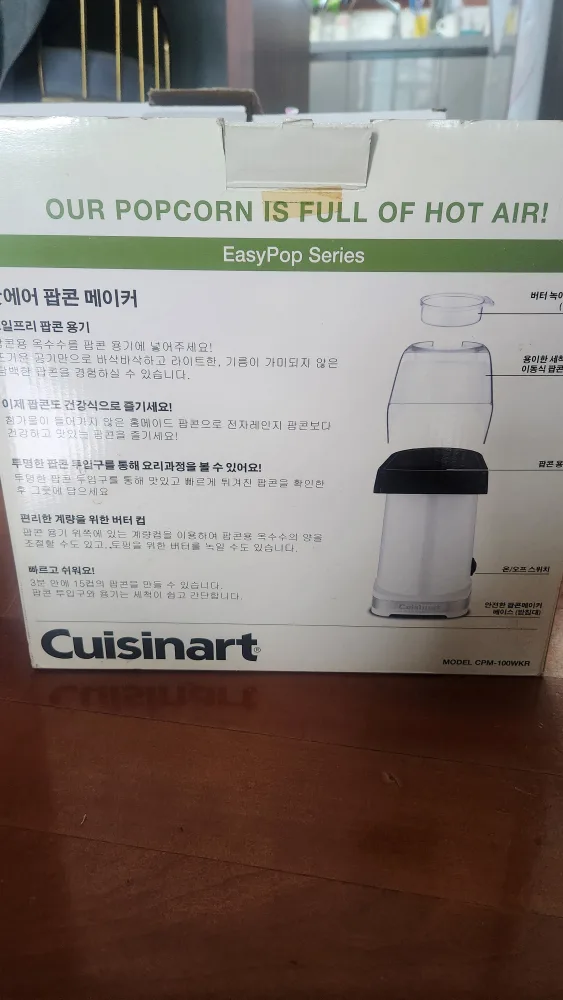 OUR POPCORN IS FULL OF HOT AIR!
EasyPop Series
에어 팝콘 메이커
일프리 팝콘 용기
팝콘용 옥수수를 팝콘 용기에 넣어주세요!
뜨거운 공기만으로 바삭바삭하고 라이트한, 기름이 가미되지 않은
담백한 팝콘을 경험하실 수 있습니다.
이제 팝콘도 건강식으로 즐기세요!
첨가물이 들어가지 않은 홈메이드 팝콘으로 전자레인지 팝콘보다
건강하고 맛있는 팝콘을 즐기세요!
투명한 팝콘 투입구를 통해 요리과정을 볼 수 있어요!
투명한 팝콘 투입구를 통해 맛있고 빠르게 튀겨진 팝콘을 확인한
후 그릇에 담으세요
편리한 계량을 위한 버터 컵
팝콘 용기 위쪽에 있는 계량컵을 이용하여 팝콘용 옥수수의 양을
조절할 수도 있고, 토핑을 위한 버터를 녹일 수도 있습니다.
빠르고 쉬워요!
3분 만에 15컵의 팝콘을 만들 수 있습니다.
팝콘 투입구와 용기는 세척이 쉽고 간단합니다.
버터 녹이
(
용이한 세척
이동식 팝콘
팝콘 용
온/오프 스위치
안전한 팝콘메이커
베이스 (받침대)
Cuisinart
Cuisinart®
MODEL CPM-100WKR